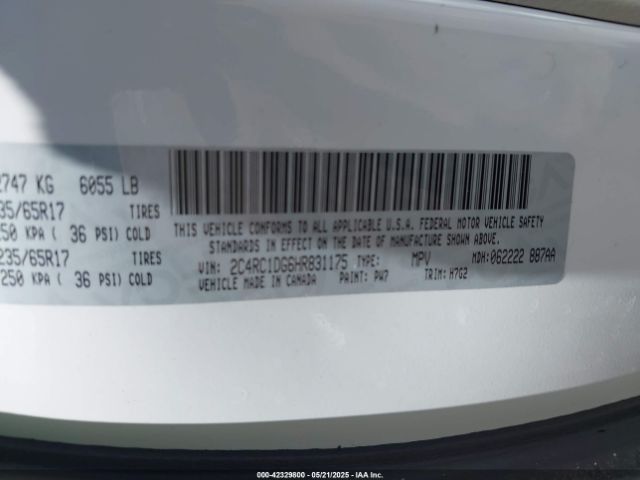 2747 KG 6055 LB
35/65R17 TIRES
250 KPA ( 36 PSI) COLD
235/65R17 TIRES
250 KPA ( 36 PSI) COLD
THIS VEHICLE CONFORMS TO ALL APPLICABLE U.S.A. FEDERAL MOTOR VEHICLE SAFETY
STANDARDS IN EFFECT ON THE DATE OF MANUFACTURE SHOWN ABOVE.
VIN: 2C4RC1DG6HR831175 TYPE: MPV MDH:062222 887AA
VEHICLE MADE IN CANADA PAINT: PW7 TRIM: H7G2
000-42329800 - 05/21/2025 - IAA Inc.